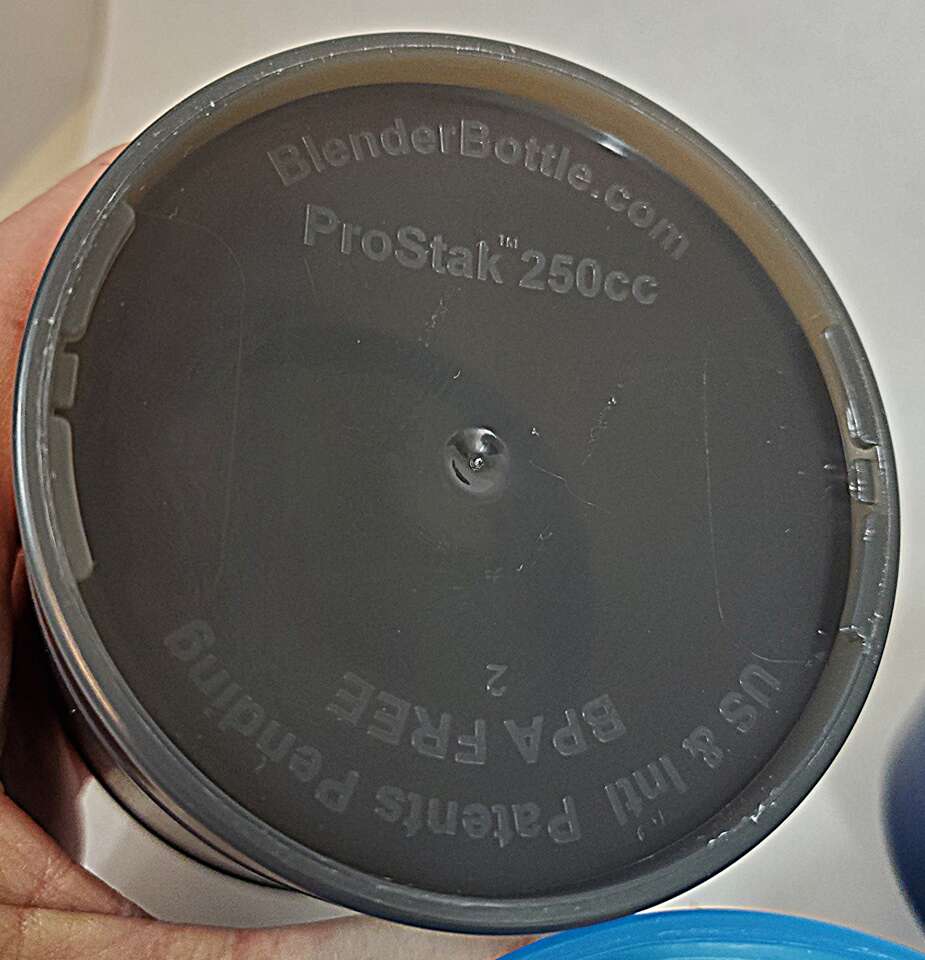 BlenderBottle.com
ProStak™ 250cc
2
BPA FREE
US & Intl Patents Pending